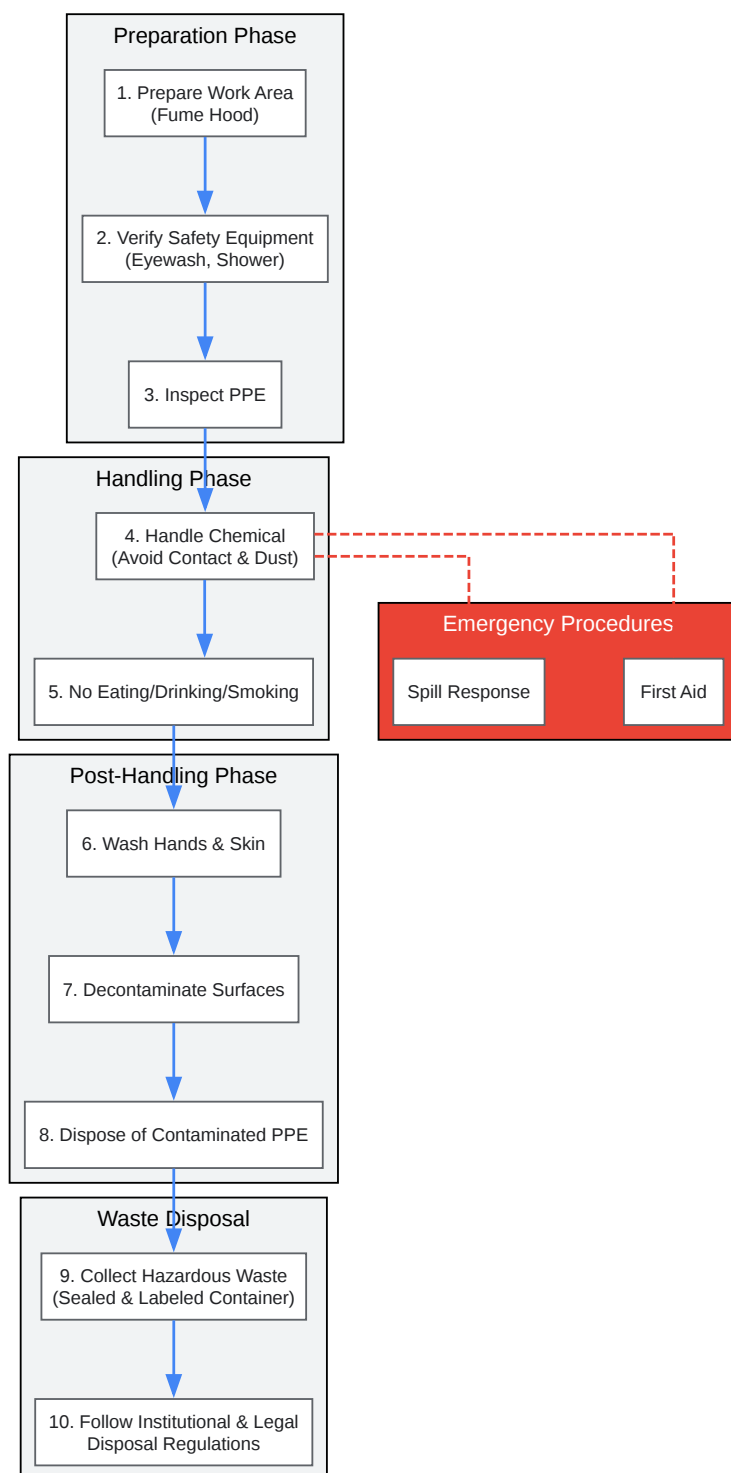 Preparation Phase
1. Prepare Work Area
(Fume Hood)
2. Verify Safety Equipment
(Eyewash, Shower)
3. Inspect PPE
Handling Phase
4. Handle Chemical
(Avoid Contact & Dust)
5. No Eating/Drinking/Smoking
Emergency Procedures
Spill Response
First Aid
Post-Handling Phase
6. Wash Hands & Skin
7. Decontaminate Surfaces
8. Dispose of Contaminated PPE
Waste Disposal
9. Collect Hazardous Waste
(Sealed & Labeled Container)
10. Follow Institutional & Legal
Disposal Regulations